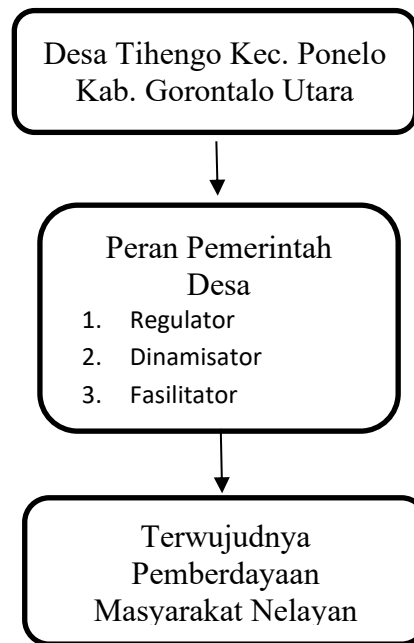 Desa Tihengo Kec. Ponelo
Kab. Gorontalo Utara
Peran Pemerintah
Desa
1. Regulator
2. Dinamisator
3. Fasilitator
Terwujudnya
Pemberdayaan
Masyarakat Nelayan